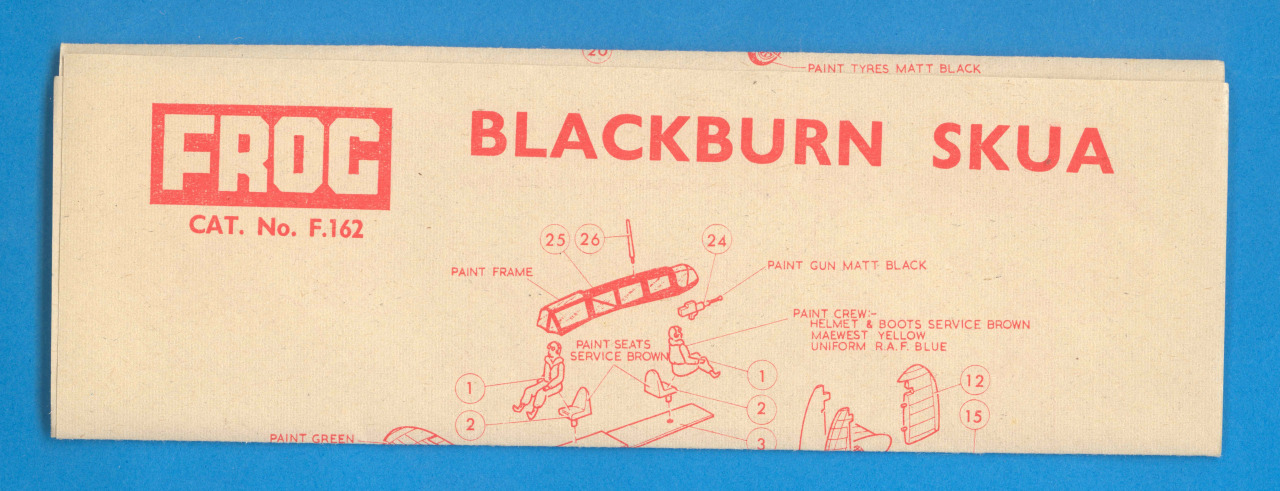 20
PAINT TYRES MATT BLACK
FROG
BLACKBURN SKUA
CAT. No. F.162
25 26 24
PAINT FRAME
PAINT GUN MATT BLACK
PAINT CREW:-
HELMET & BOOTS SERVICE BROWN
MAEWEST YELLOW
UNIFORM R.A.F. BLUE
PAINT SEATS
SERVICE BROWN
1
1
12
2
2
15
3
PAINT GREEN